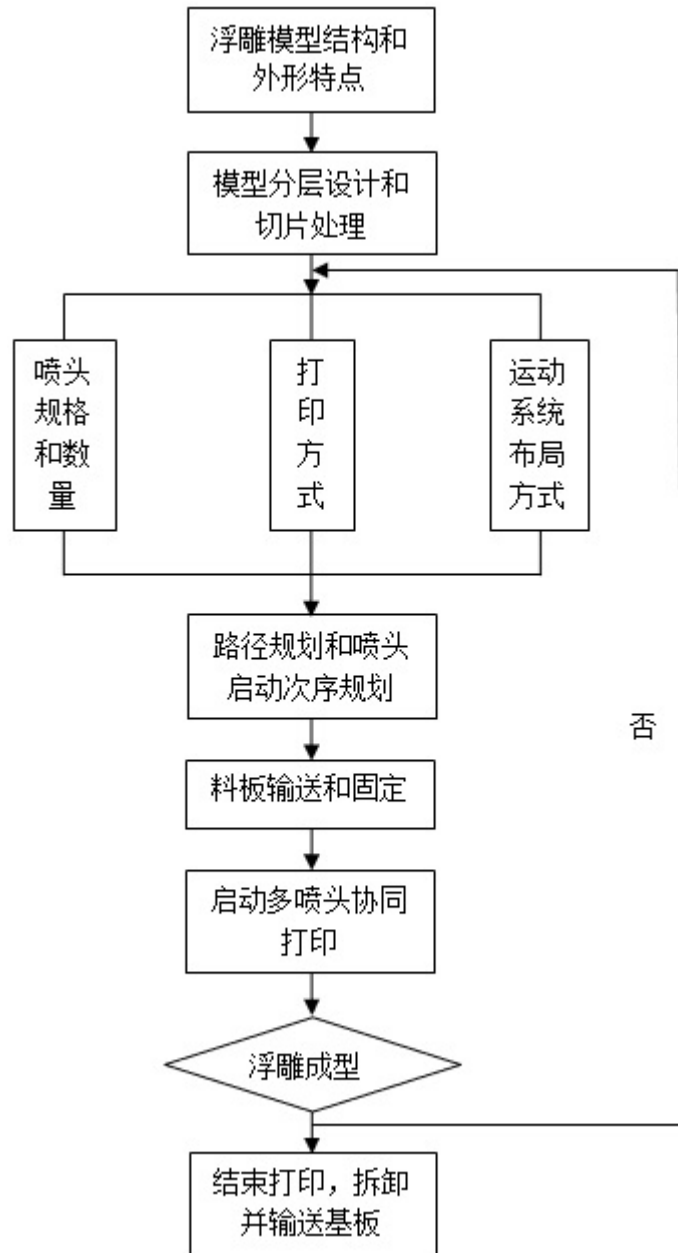 浮雕模型结构和
外形特点
模型分层设计和
切片处理
喷头
规格
和数
量
打
印
方
式
运动
系统
布局
方式
路径规划和喷头
启动次序规划
否
料板输送和固定
启动多喷头协同
打印
浮雕成型
结束打印，拆卸
并输送基板